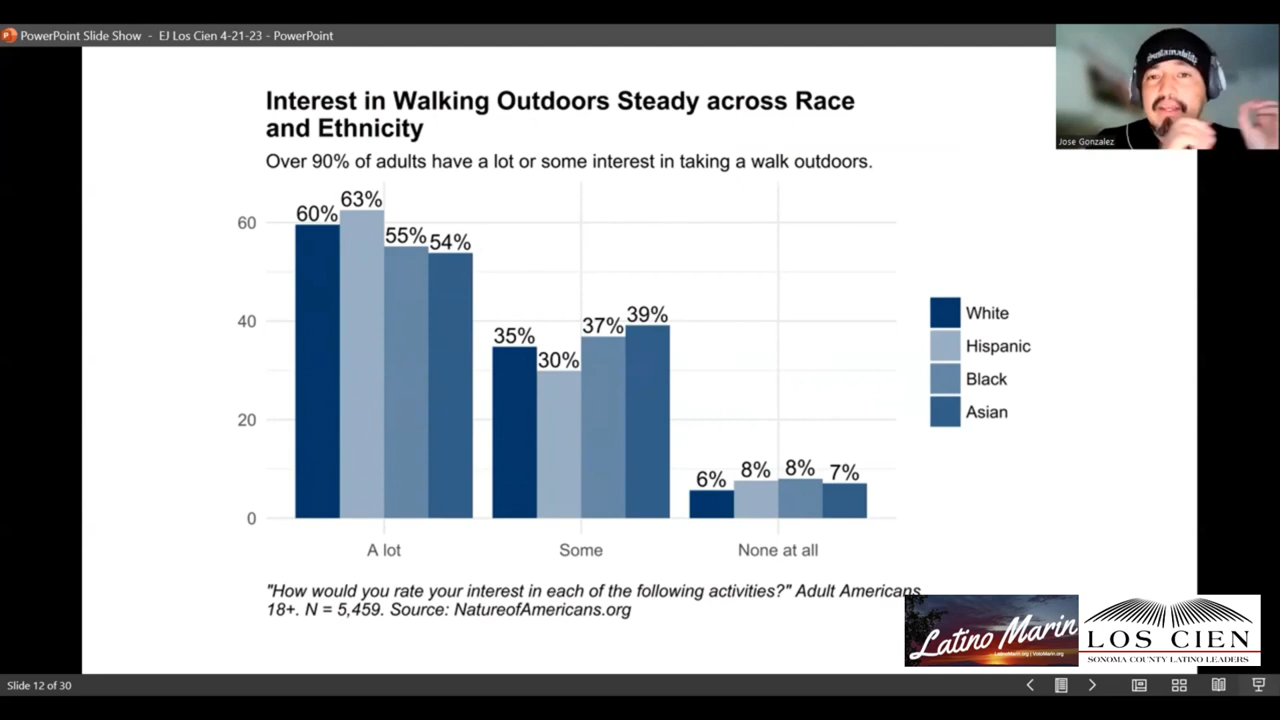 PowerPoint Slide Show - EJ Los Cien 4-21-23 - PowerPoint
Jose Gonzalez
Interest in Walking Outdoors Steady across Race
and Ethnicity
Over 90% of adults have a lot or some interest in taking a walk outdoors.
60
40
20
0
60%
63%
55%
54%
35%
30%
37%
39%
6%
8%
8%
7%
A lot
Some
None at all
White
Hispanic
Black
Asian
"How would you rate your interest in each of the following activities?" Adult Americans
18+. N = 5,459. Source: NatureofAmericans.org
Latino Marin
LatinoMarin.org | VotoMarin.org
LOS CIEN
SONOMA COUNTY LATINO LEADERS
Slide 12 of 30